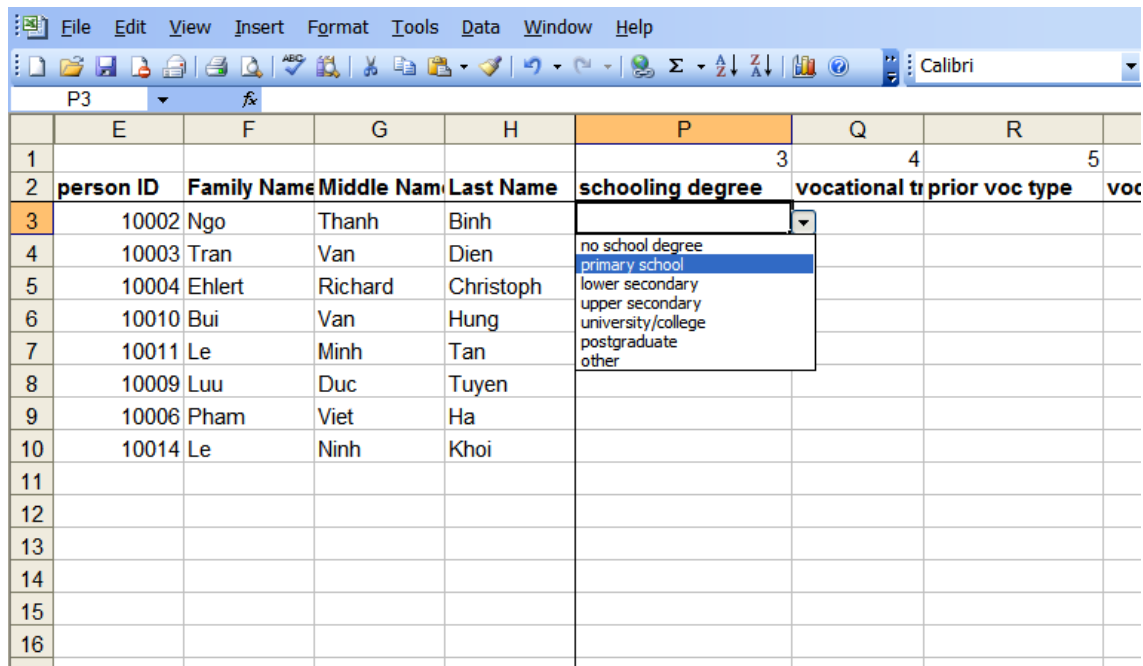 File Edit View Insert Format Tools Data Window Help
ABC Σ A Z Z A Calibri
P3 fx
E F G H P Q R
1 3 4 5
2 person ID Family Name Middle Nam Last Name schooling degree vocational tr prior voc type voc
3 10002 Ngo Thanh Binh
no school degree
4 10003 Tran Van Dien
primary school
5 10004 Ehlert Richard Christoph
lower secondary
upper secondary
6 10010 Bui Van Hung
university/college
7 10011 Le Minh Tan
postgraduate
other
8 10009 Luu Duc Tuyen
9 10006 Pham Viet Ha
10 10014 Le Ninh Khoi
11
12
13
14
15
16